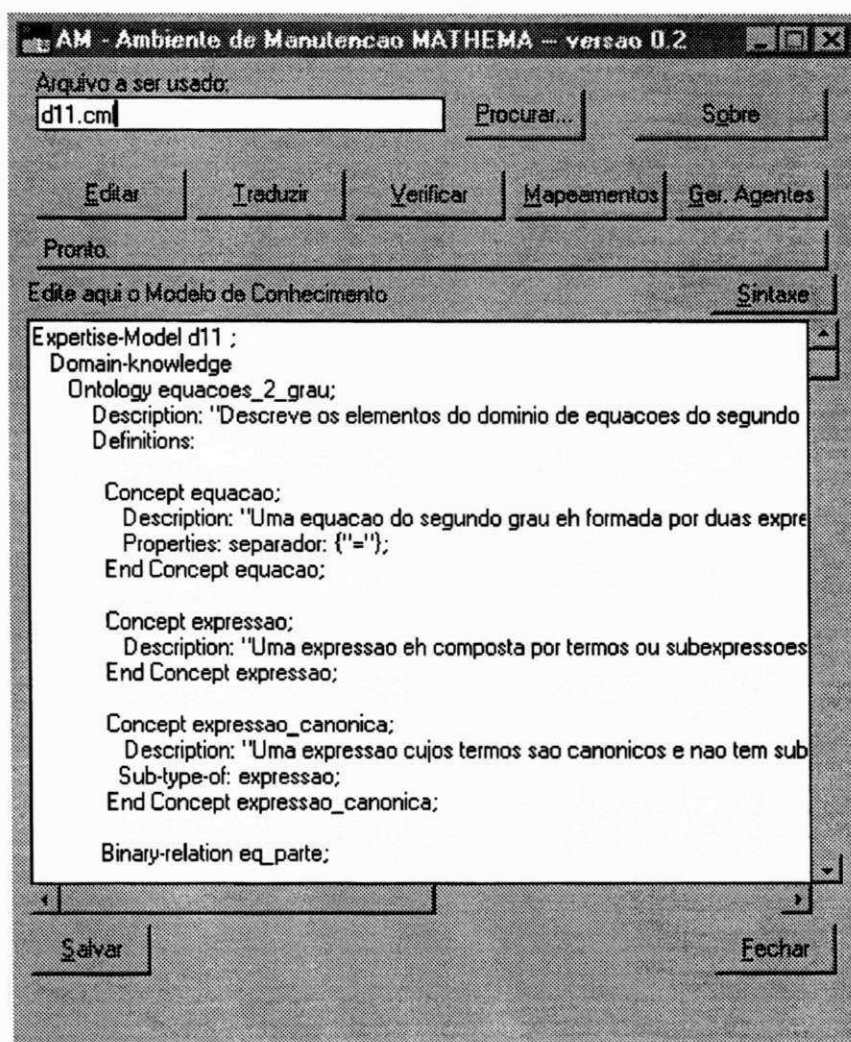 AM - Ambiente de Manutencao MATHEMA – versao 0.2
Arquivo a ser usado:
d11.cm
Procurar...
Sobre
Editar
Traduzir
Verificar
Mapeamentos
Ger. Agentes
Pronto.
Edite aqui o Modelo de Conhecimento
Sintaxe
Expertise-Model d11 ;
Domain-knowledge
Ontology equacoes_2_grau;
Description: "Descreve os elementos do dominio de equacoes do segundo
Definitions:
Concept equacao;
Description: "Uma equacao do segundo grau eh formada por duas expre
Properties: separador: {"="};
End Concept equacao;
Concept expressao;
Description: "Uma expressao eh composta por termos ou subexpressoes
End Concept expressao;
Concept expressao_canonica;
Description: "Uma expressao cujos termos sao canonicos e nao tem sub
Sub-type-of: expressao;
End Concept expressao_canonica;
Binary-relation eq_parte;
Salvar
Fechar